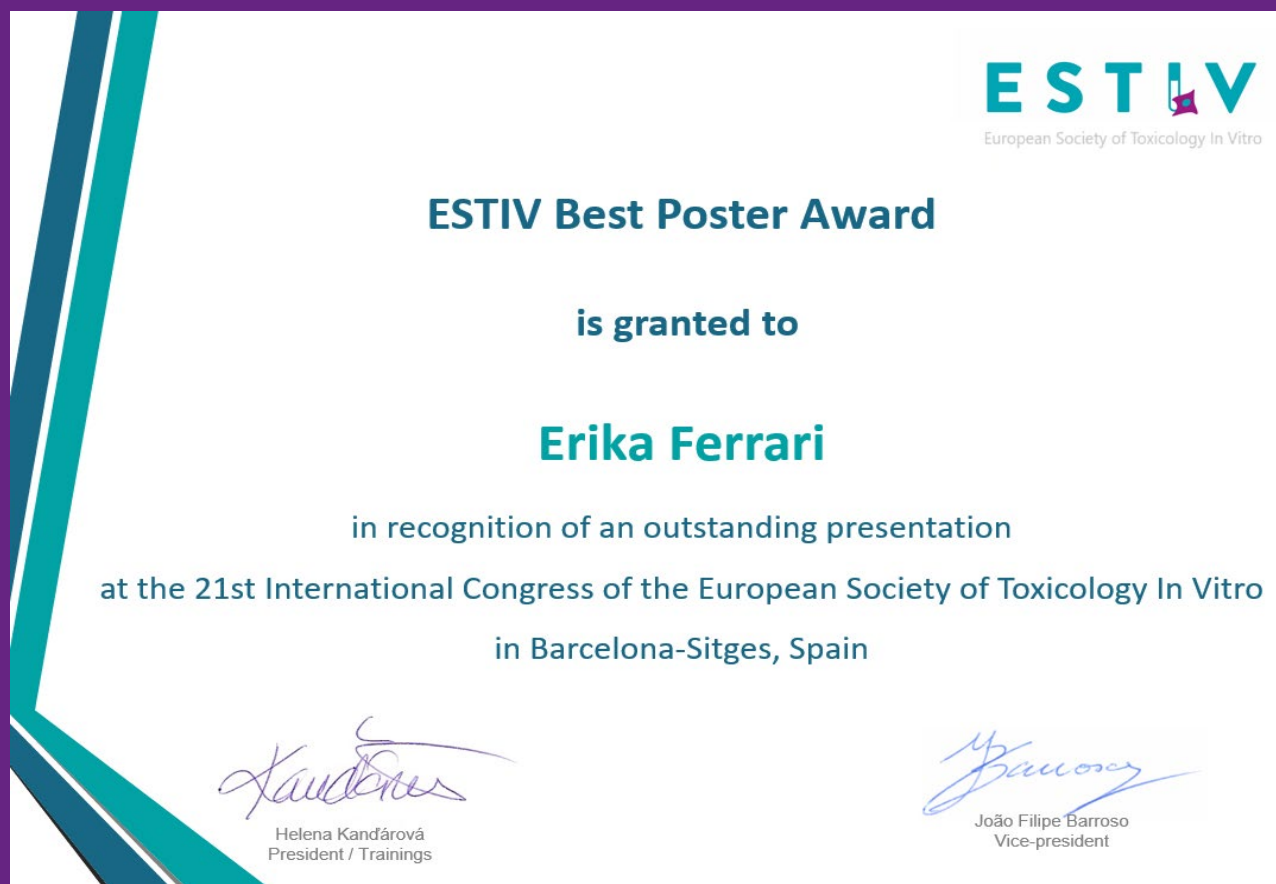 ESTIV
European Society of Toxicology In Vitro
ESTIV Best Poster Award
is granted to
Erika Ferrari
in recognition of an outstanding presentation
at the 21st International Congress of the European Society of Toxicology In Vitro
in Barcelona-Sitges, Spain
Helena Kanďárová
President / Trainings
João Filipe Barroso
Vice-president